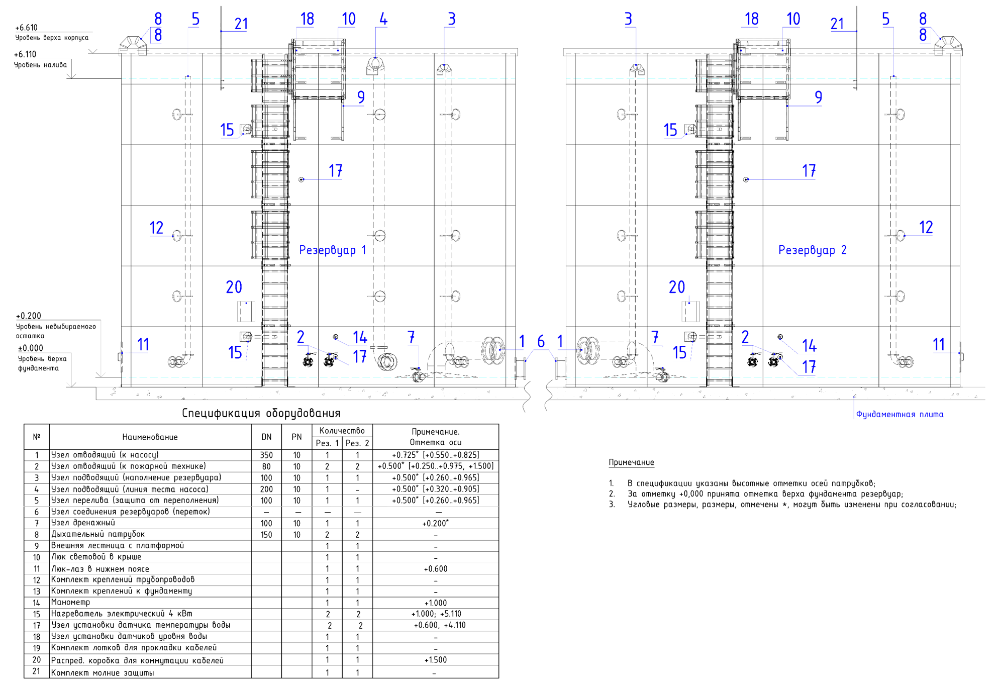 8 5 21 18 10 4 3 3 18 10 21 5 8
8 8
+6.610
Уровень верха корпуса
+6.110
Уровень налива
9 9
15 15
17 17
12 12
Резервуар 1 Резервуар 2
20 20
+0.200
Уровень невыбираемого
остатка
±0.000
Уровень верха
фундамента
11 15 2 14 7 1 6 1 7 15 2 14 11
17 17
Фундаментная плита
Спецификация оборудования
№ Наименование DN PN Количество Примечание.
Рез. 1 Рез. 2 Отметка оси
1 Узел отводящий (к насосу) 350 10 1 1 +0.725* [+0.550..+0.825]
2 Узел отводящий (к пожарной технике) 80 10 2 2 +0.500* [+0.250..+0.975, +1.500]
3 Узел подводящий (наполнение резервуара) 100 10 1 1 +0.500* [+0.260..+0.965]
4 Узел подводящий (линия теста насоса) 200 10 1 – +0.500* [+0.320..+0.905]
5 Узел перелива (защита от переполнения) 100 10 1 1 +0.500* [+0.260..+0.965]
6 Узел соединения резервуаров (переток) — — — — —
7 Узел дренажный 100 10 1 1 +0.200*
8 Дыхательный патрубок 150 10 2 2 –
9 Внешняя лестница с платформой 1 1 –
10 Люк световой в крыше 1 1 –
11 Люк-лаз в нижнем поясе 1 1 +0.600
12 Комплект креплений трубопроводов 1 1 –
13 Комплект креплений к фундаменту 1 1 –
14 Манометр 1 1 +1.000
15 Нагреватель электрический 4 кВт 2 2 +1.000; +5.110
17 Узел установки датчика температуры воды 2 2 +0.600, +4.110
18 Узел установки датчиков уровня воды 1 1 –
19 Комплект лотков для прокладки кабелей 1 1 –
20 Распред. коробка для коммутации кабелей 1 1 +1.500
21 Комплект молние защиты 1 1 –
Примечание
1. В спецификации указаны высотные отметки осей патрубков;
2. За отметку +0,000 принята отметка верха фундамента резервуар;
3. Угловые размеры, размеры, отмечены *, могут быть изменены при согласовании;